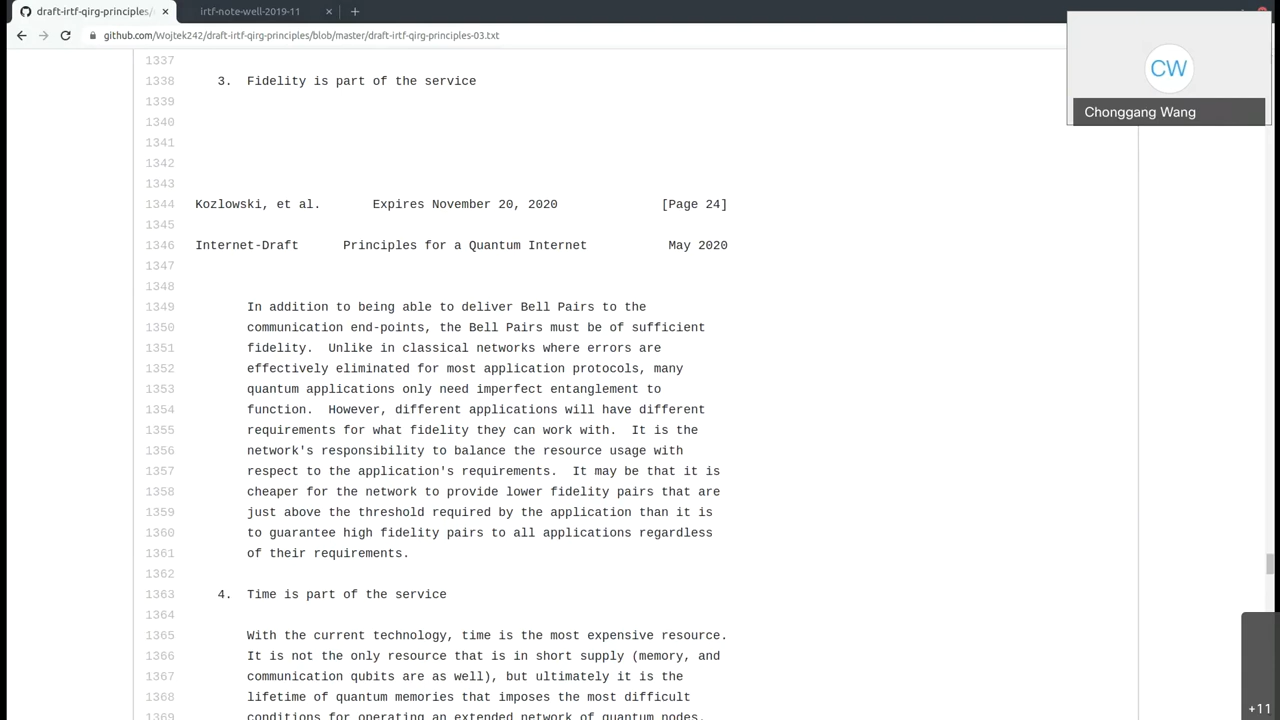 draft-irtf-qirg-principles/ × irtf-note-well-2019-11 × +
github.com/Wojtek242/draft-irtf-qirg-principles/blob/master/draft-irtf-qirg-principles-03.txt
CW
Chonggang Wang
1337
1338 3. Fidelity is part of the service
1339
1340
1341
1342
1343
1344 Kozlowski, et al. Expires November 20, 2020 [Page 24]
1345
1346 Internet-Draft Principles for a Quantum Internet May 2020
1347
1348
1349 In addition to being able to deliver Bell Pairs to the
1350 communication end-points, the Bell Pairs must be of sufficient
1351 fidelity. Unlike in classical networks where errors are
1352 effectively eliminated for most application protocols, many
1353 quantum applications only need imperfect entanglement to
1354 function. However, different applications will have different
1355 requirements for what fidelity they can work with. It is the
1356 network's responsibility to balance the resource usage with
1357 respect to the application's requirements. It may be that it is
1358 cheaper for the network to provide lower fidelity pairs that are
1359 just above the threshold required by the application than it is
1360 to guarantee high fidelity pairs to all applications regardless
1361 of their requirements.
1362
1363 4. Time is part of the service
1364
1365 With the current technology, time is the most expensive resource.
1366 It is not the only resource that is in short supply (memory, and
1367 communication qubits are as well), but ultimately it is the
1368 lifetime of quantum memories that imposes the most difficult
1369 conditions for operating an extended network of quantum nodes.
+11